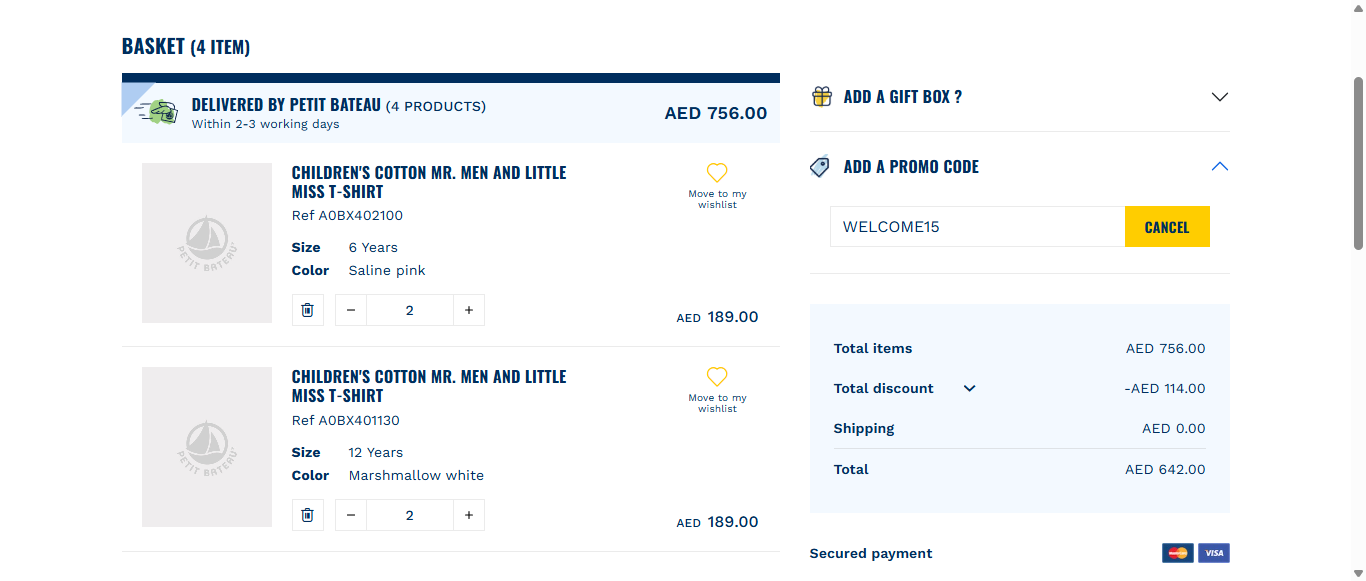 BASKET (4 ITEM)
DELIVERED BY PETIT BATEAU (4 PRODUCTS)
Within 2-3 working days
AED 756.00
CHILDREN'S COTTON MR. MEN AND LITTLE
MISS T-SHIRT
Ref A0BX402100
Size 6 Years
Color Saline pink
2
Move to my
wishlist
AED 189.00
PETIT BATEAU
CHILDREN'S COTTON MR. MEN AND LITTLE
MISS T-SHIRT
Ref A0BX401130
Size 12 Years
Color Marshmallow white
2
Move to my
wishlist
AED 189.00
PETIT BATEAU
ADD A GIFT BOX ?
ADD A PROMO CODE
WELCOME15
CANCEL
Total items AED 756.00
Total discount -AED 114.00
Shipping AED 0.00
Total AED 642.00
Secured payment
MasterCard VISA